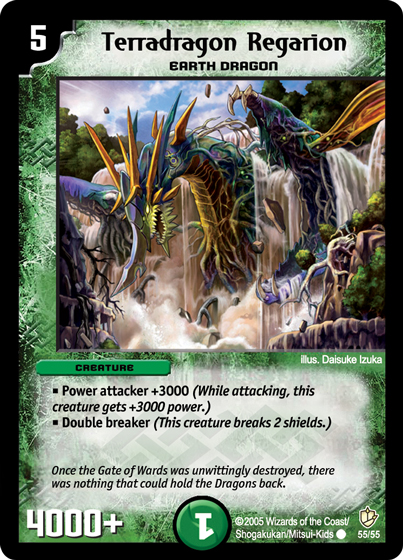 5
Terradragon Regarion
EARTH DRAGON
illus. Daisuke Izuka
CREATURE
▪ Power attacker +3000 (While attacking, this
creature gets +3000 power.)
▪ Double breaker (This creature breaks 2 shields.)
Once the Gate of Wards was unwittingly destroyed, there
was nothing that could hold the Dragons back.
4000+
1
©2005 Wizards of the Coast/
Shogakukan/Mitsui-Kids
55/55